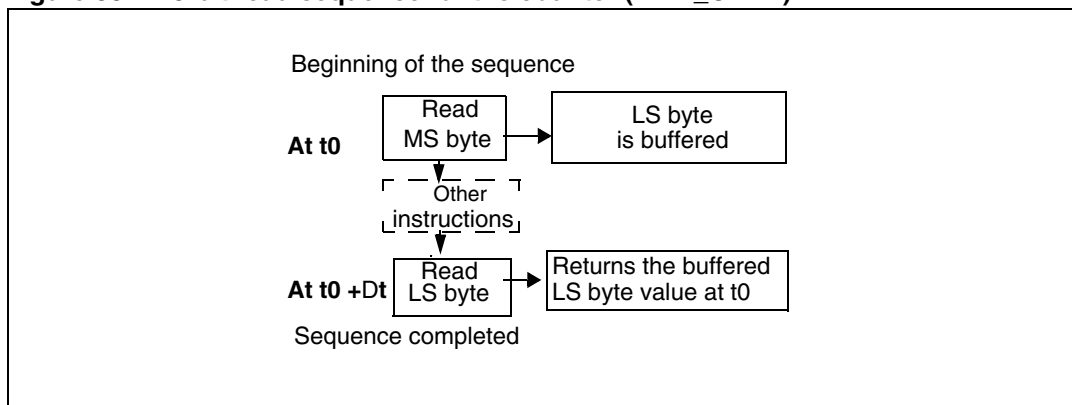 Beginning of the sequence
At t0
Read
MS byte
LS byte
is buffered
Other
instructions
At t0 +Dt
Read
LS byte
Returns the buffered
LS byte value at t0
Sequence completed